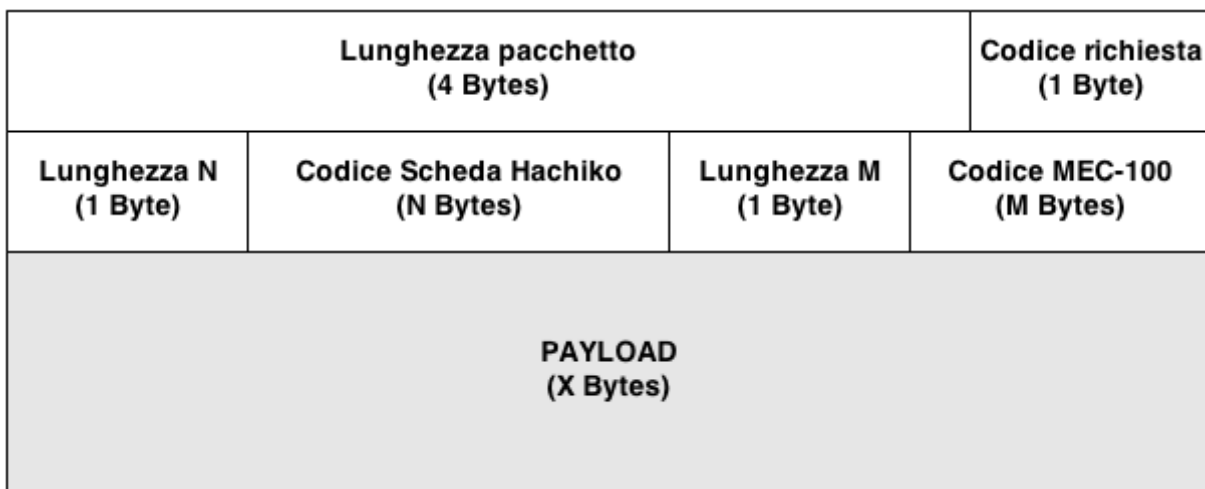 Lunghezza pacchetto
(4 Bytes)
Codice richiesta
(1 Byte)
Lunghezza N
(1 Byte)
Codice Scheda Hachiko
(N Bytes)
Lunghezza M
(1 Byte)
Codice MEC-100
(M Bytes)
PAYLOAD
(X Bytes)